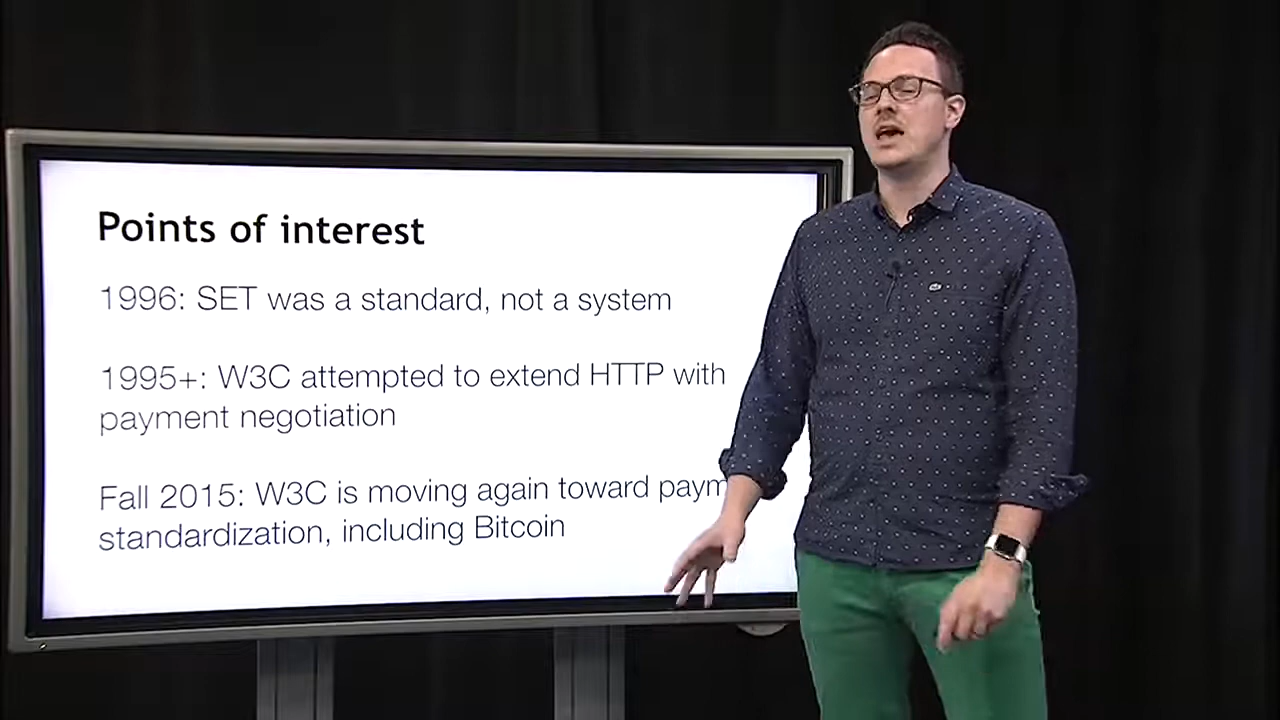 Points of interest
1996: SET was a standard, not a system
1995+: W3C attempted to extend HTTP with
payment negotiation
Fall 2015: W3C is moving again toward
standardization, including Bitcoin